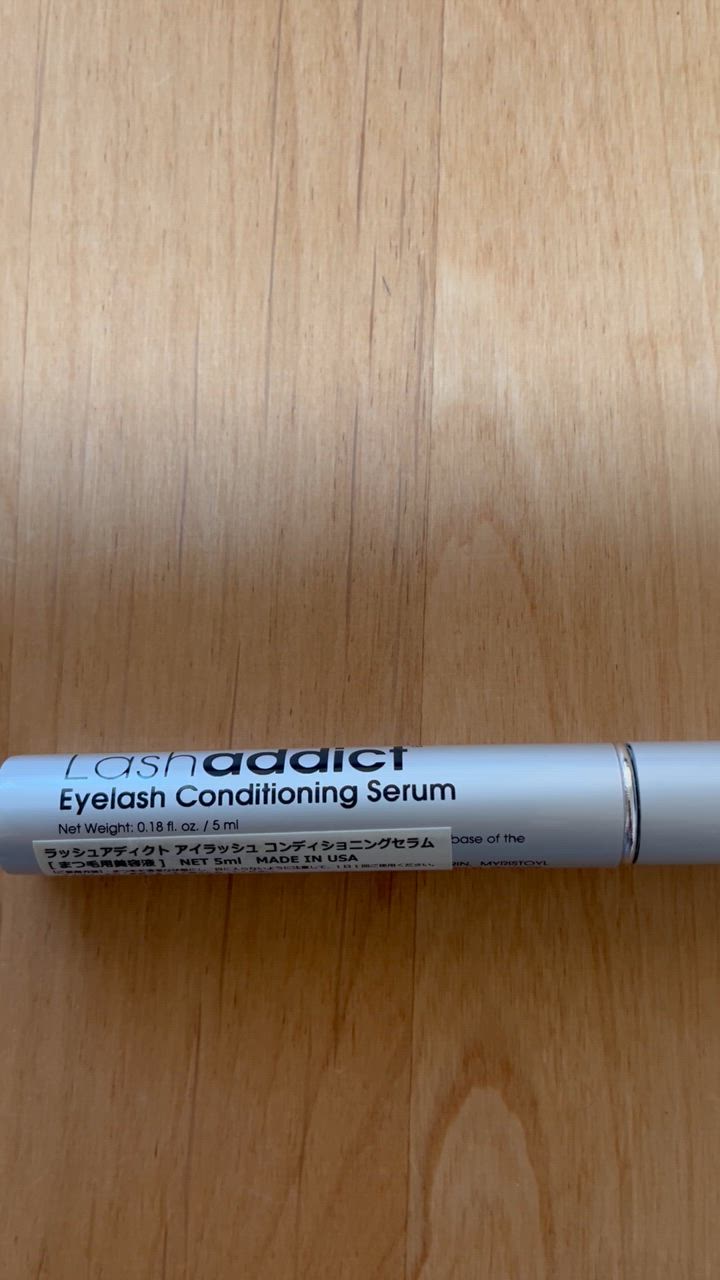 Lashaddict™
Eyelash Conditioning Serum
Net Weight: 0.18 fl. oz. / 5 ml
base of the
ラッシュアディクト アイラッシュ コンディショニングセラム
[ まつ毛用美容液 ] NET 5ml MADE IN USA
MYRISTOYL